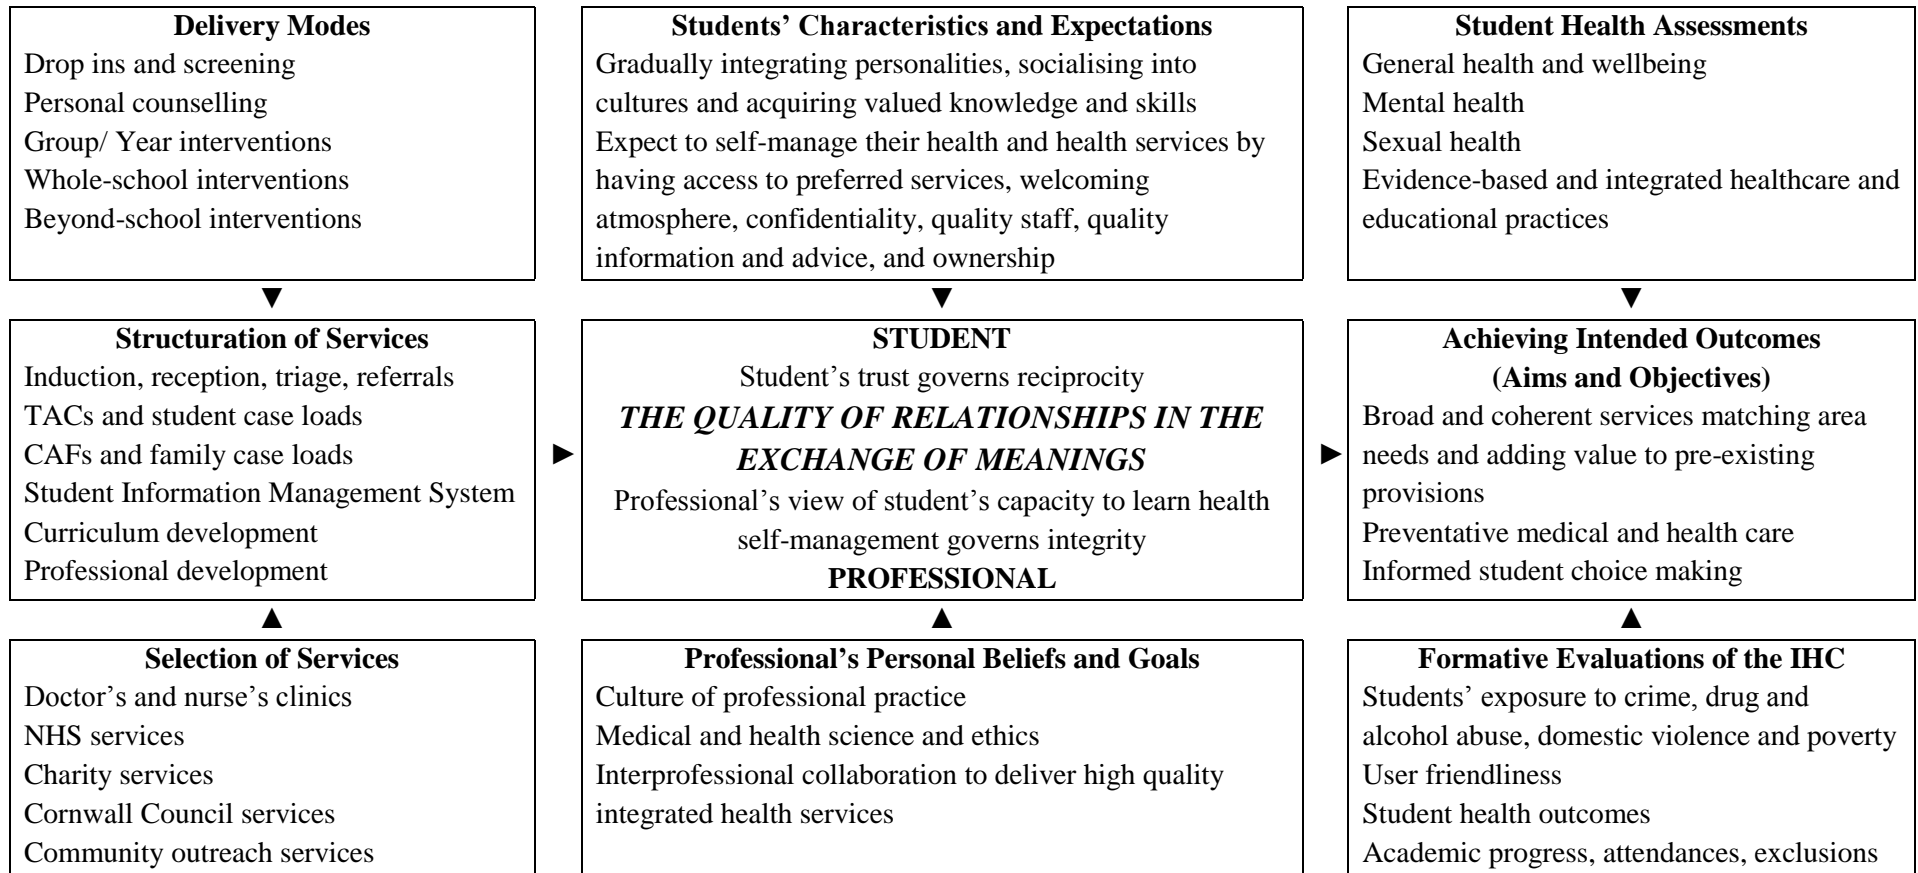 Delivery Modes
Drop ins and screening
Personal counselling
Group/ Year interventions
Whole-school interventions
Beyond-school interventions
Students’ Characteristics and Expectations
Gradually integrating personalities, socialising into
cultures and acquiring valued knowledge and skills
Expect to self-manage their health and health services by
having access to preferred services, welcoming
atmosphere, confidentiality, quality staff, quality
information and advice, and ownership
Student Health Assessments
General health and wellbeing
Mental health
Sexual health
Evidence-based and integrated healthcare and
educational practices
Structuration of Services
Induction, reception, triage, referrals
TACs and student case loads
CAFs and family case loads
Student Information Management System
Curriculum development
Professional development
STUDENT
Student’s trust governs reciprocity
THE QUALITY OF RELATIONSHIPS IN THE
EXCHANGE OF MEANINGS
Professional’s view of student’s capacity to learn health
self-management governs integrity
PROFESSIONAL
Achieving Intended Outcomes
(Aims and Objectives)
Broad and coherent services matching area
needs and adding value to pre-existing
provisions
Preventative medical and health care
Informed student choice making
Selection of Services
Doctor’s and nurse’s clinics
NHS services
Charity services
Cornwall Council services
Community outreach services
Professional’s Personal Beliefs and Goals
Culture of professional practice
Medical and health science and ethics
Interprofessional collaboration to deliver high quality
integrated health services
Formative Evaluations of the IHC
Students’ exposure to crime, drug and
alcohol abuse, domestic violence and poverty
User friendliness
Student health outcomes
Academic progress, attendances, exclusions